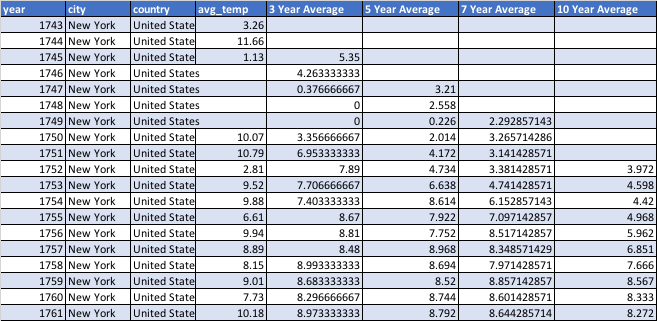 year city country avg_temp 3 Year Average 5 Year Average 7 Year Average 10 Year Average
1743 New York United State 3.26
1744 New York United State 11.66
1745 New York United State 1.13 5.35
1746 New York United States 4.263333333
1747 New York United States 0.376666667 3.21
1748 New York United States 0 2.558
1749 New York United States 0 0.226 2.292857143
1750 New York United State 10.07 3.356666667 2.014 3.265714286
1751 New York United State 10.79 6.953333333 4.172 3.141428571
1752 New York United State 2.81 7.89 4.734 3.381428571 3.972
1753 New York United State 9.52 7.706666667 6.638 4.741428571 4.598
1754 New York United State 9.88 7.403333333 8.614 6.152857143 4.42
1755 New York United State 6.61 8.67 7.922 7.097142857 4.968
1756 New York United State 9.94 8.81 7.752 8.517142857 5.962
1757 New York United State 8.89 8.48 8.968 8.348571429 6.851
1758 New York United State 8.15 8.993333333 8.694 7.971428571 7.666
1759 New York United State 9.01 8.683333333 8.52 8.857142857 8.567
1760 New York United State 7.73 8.296666667 8.744 8.601428571 8.333
1761 New York United State 10.18 8.973333333 8.792 8.644285714 8.272